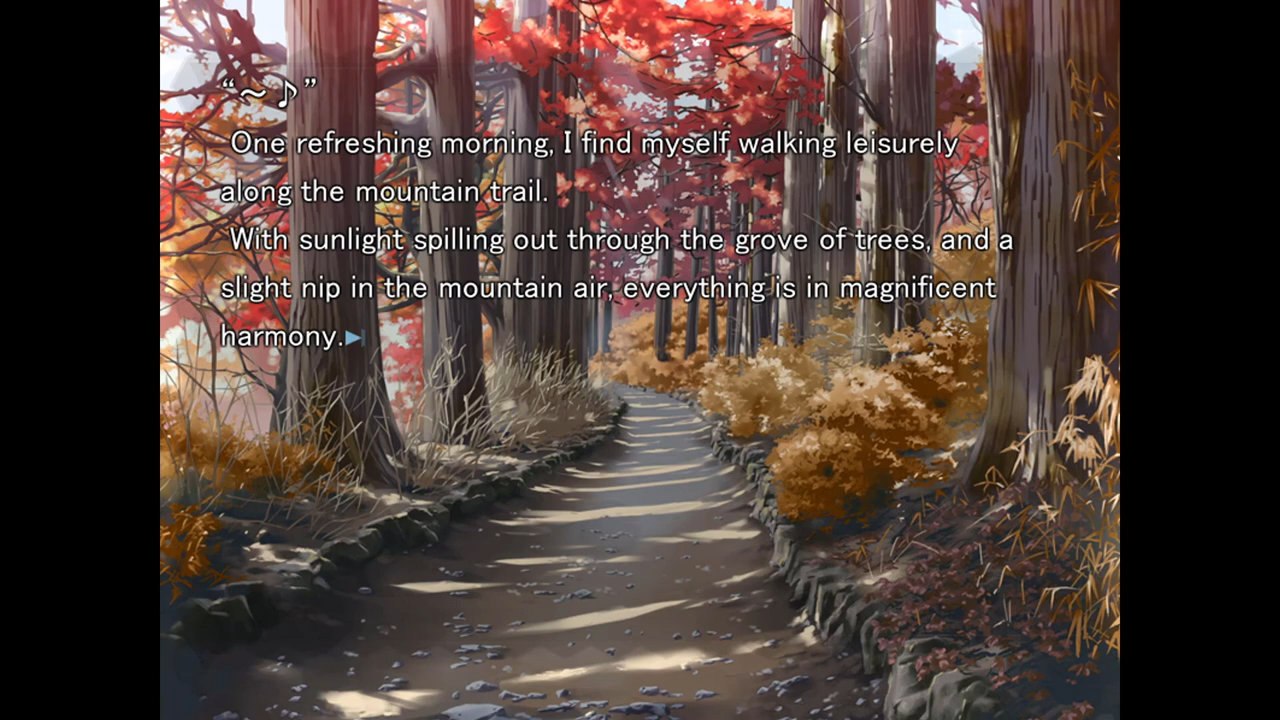 “～♪”
One refreshing morning, I find myself walking leisurely
along the mountain trail.
With sunlight spilling out through the grove of trees, and a
slight nip in the mountain air, everything is in magnificent
harmony.